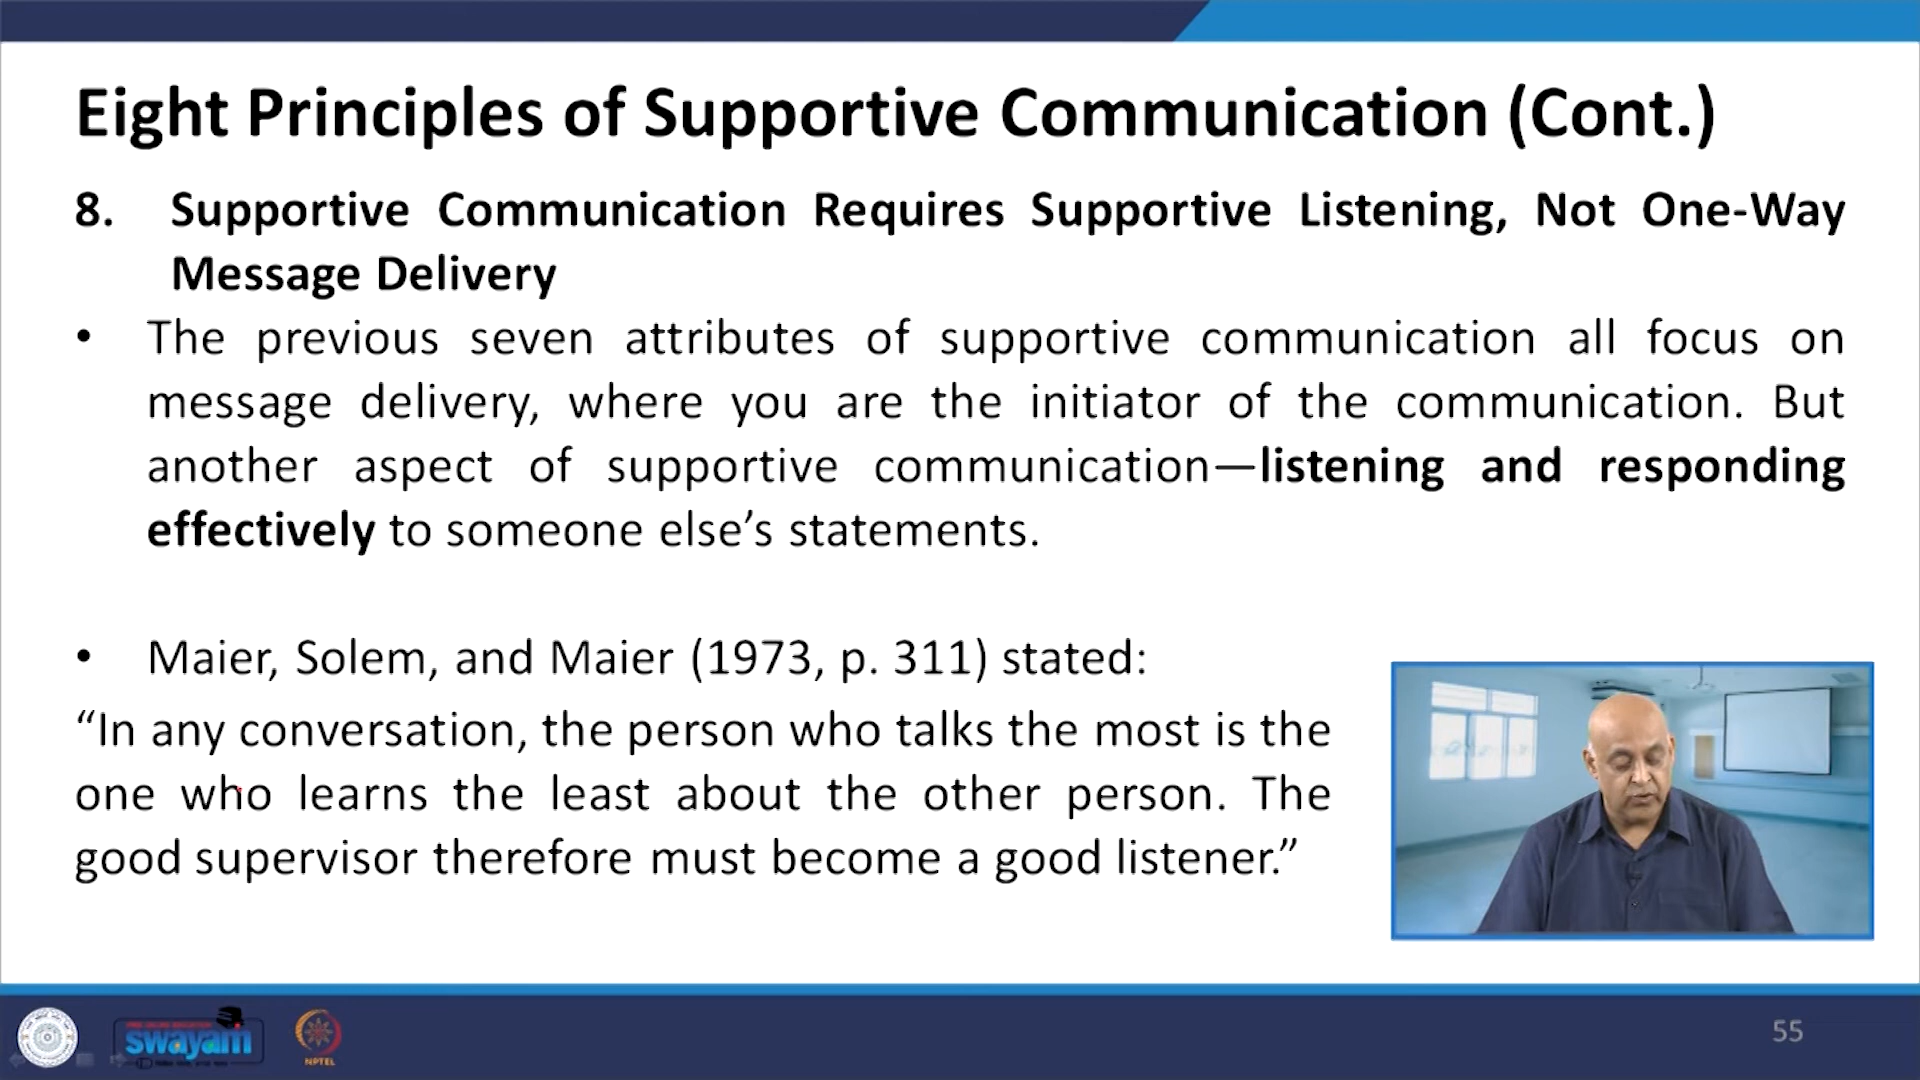 Eight Principles of Supportive Communication (Cont.)
8. Supportive Communication Requires Supportive Listening, Not One-Way
Message Delivery
• The previous seven attributes of supportive communication all focus on
message delivery, where you are the initiator of the communication. But
another aspect of supportive communication—listening and responding
effectively to someone else’s statements.
• Maier, Solem, and Maier (1973, p. 311) stated:
“In any conversation, the person who talks the most is the
one who learns the least about the other person. The
good supervisor therefore must become a good listener.”
swayam
NPTEL
55